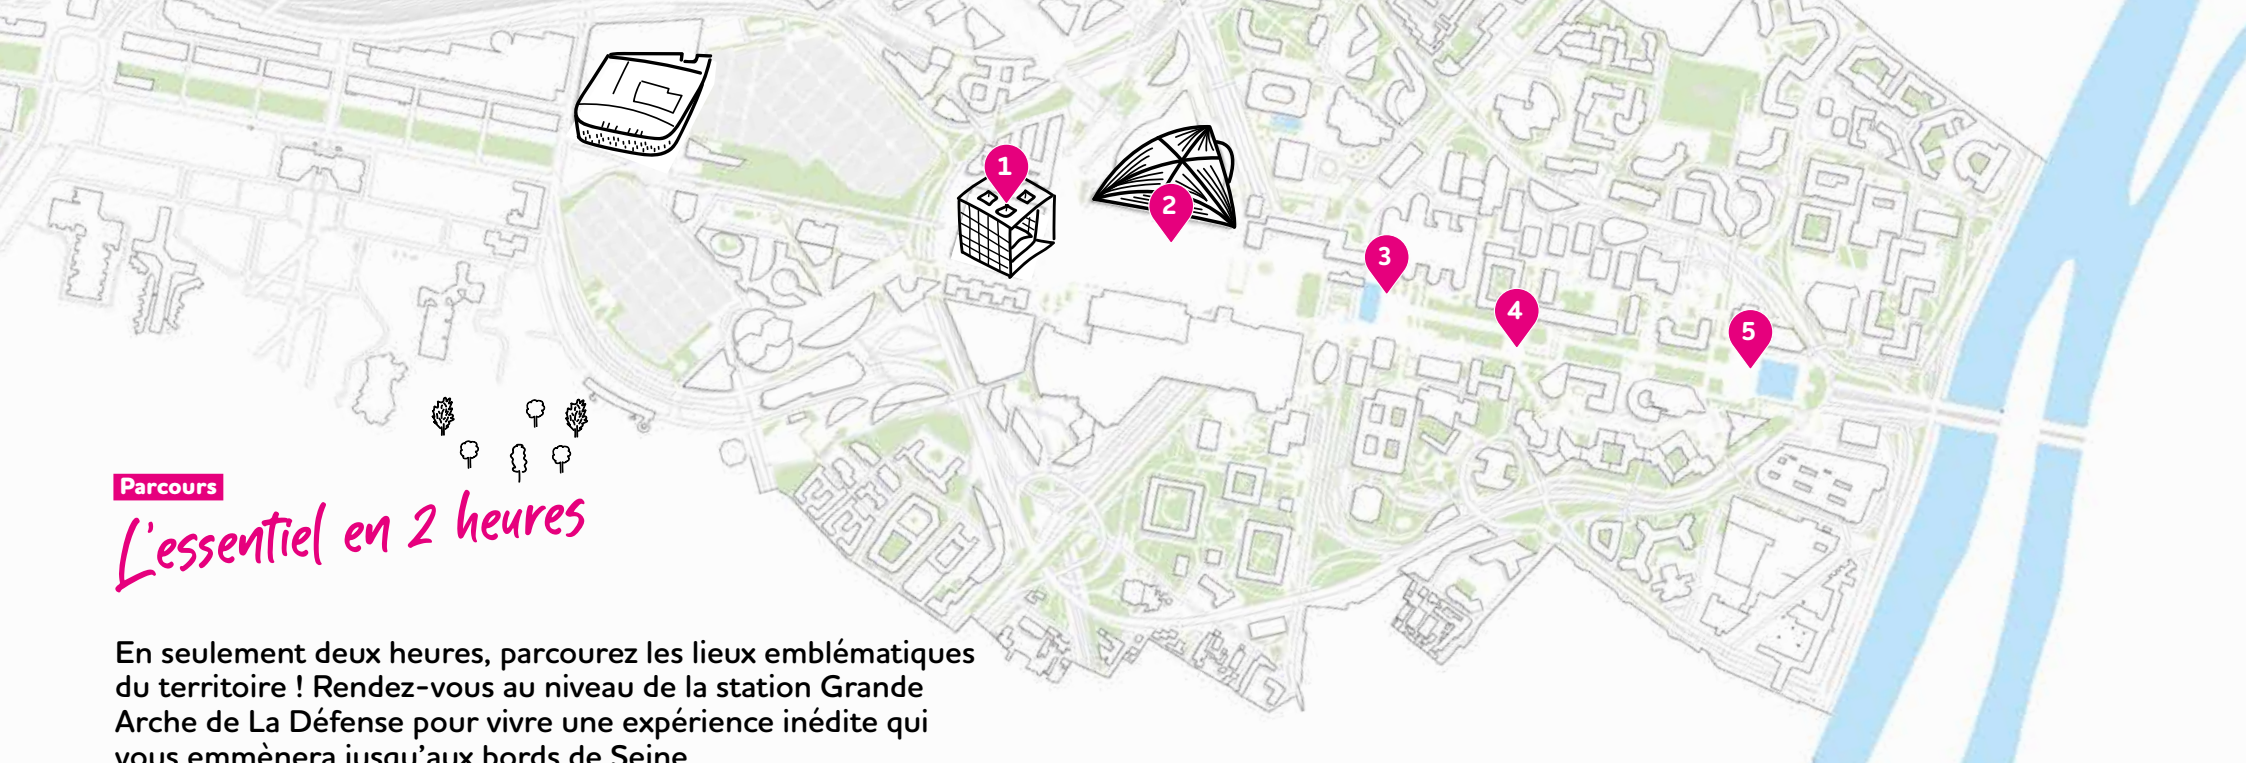 1
2
3
4
5
Parcours
L'essentiel en 2 heures
En seulement deux heures, parcourez les lieux emblématiques
du territoire ! Rendez-vous au niveau de la station Grande
Arche de La Défense pour vivre une expérience inédite qui
vous emmènera jusqu'aux bords de Seine